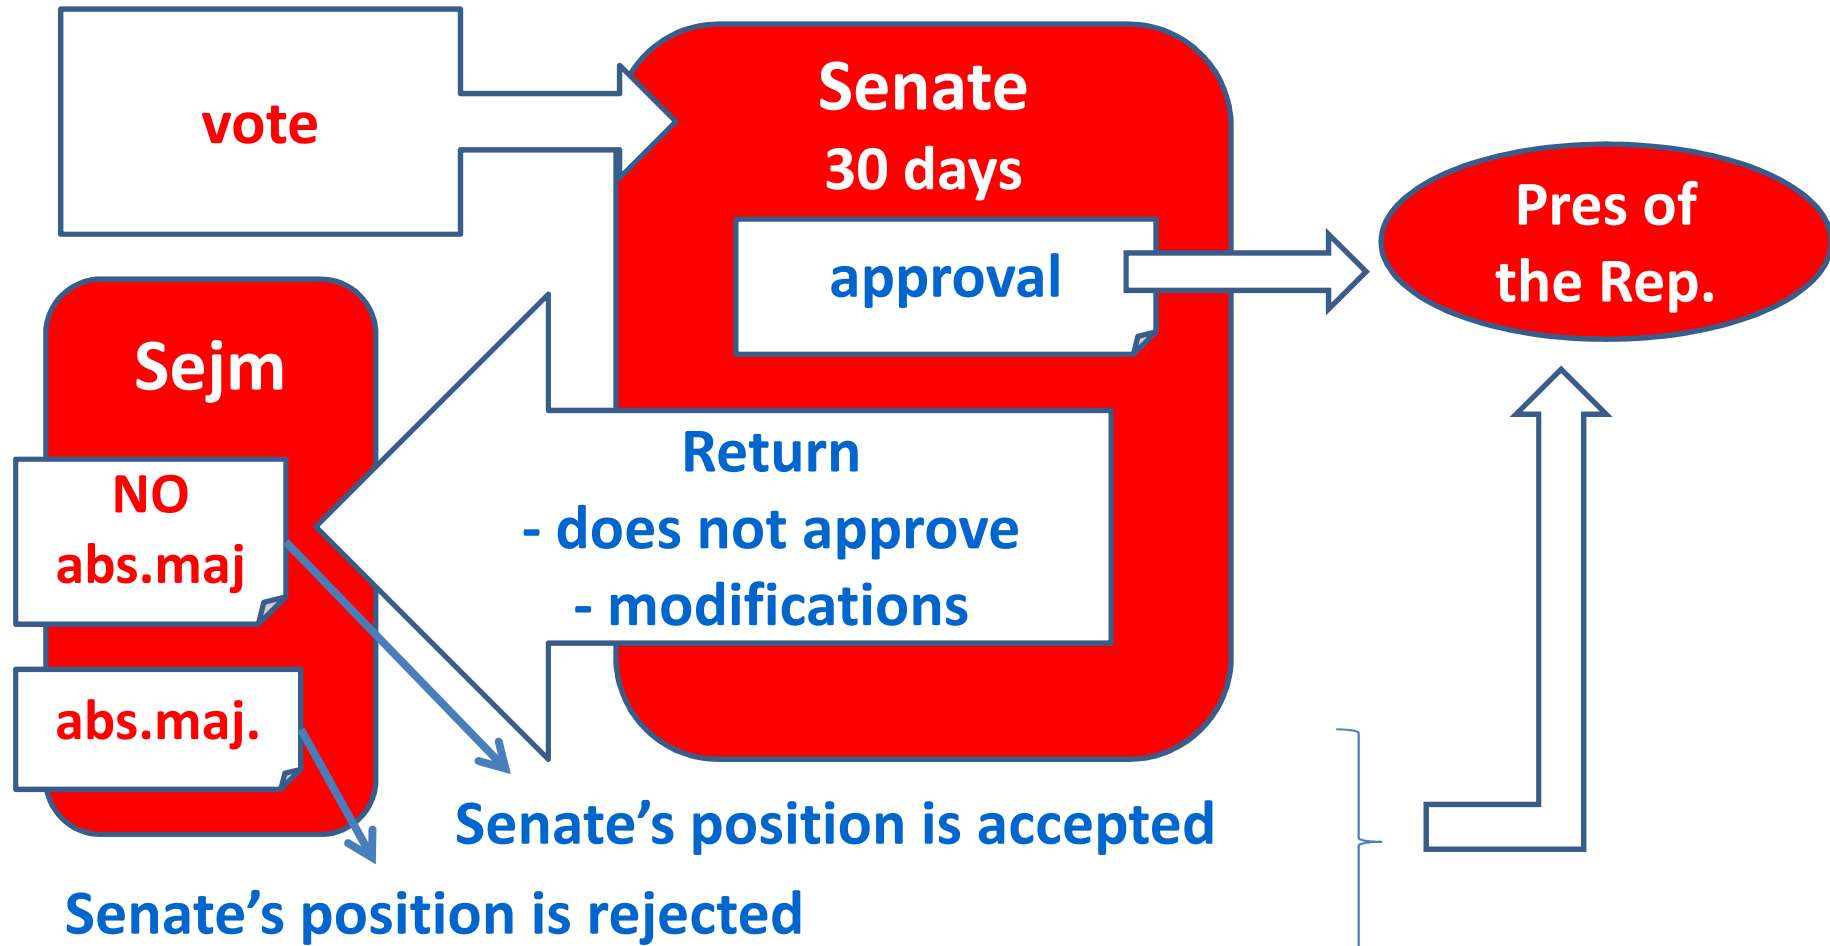 vote
Senate
30 days
approval
Pres of
the Rep.
Sejm
NO
abs.maj
abs.maj.
Return
- does not approve
- modifications
Senate’s position is accepted
Senate’s position is rejected